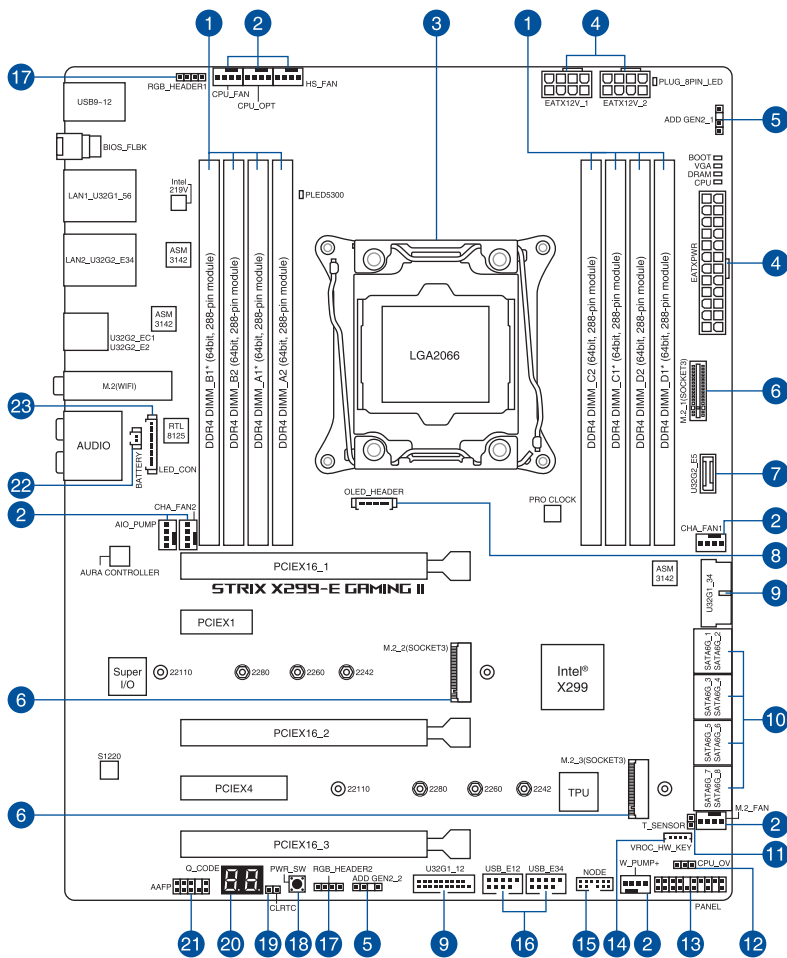 1
2
3
1
4
17
RGB_HEADER1
CPU_FAN
CPU_OPT
HS_FAN
EATX12V_1
EATX12V_2
PLUG_8PIN_LED
ADD GEN2_1
5
USB9~12
BIOS_FLBK
BOOT
VGA
DRAM
CPU
LAN1_U32G1_56
Intel
219V
PLED5300
LAN2_U32G2_E34
ASM
3142
EATXPWR
4
ASM
3142
U32G2_EC1
U32G2_E2
DDR4 DIMM_B1* (64bit, 288-pin module)
DDR4 DIMM_B2 (64bit, 288-pin module)
DDR4 DIMM_A1* (64bit, 288-pin module)
DDR4 DIMM_A2 (64bit, 288-pin module)
LGA2066
DDR4 DIMM_C2 (64bit, 288-pin module)
DDR4 DIMM_C1* (64bit, 288-pin module)
DDR4 DIMM_D2 (64bit, 288-pin module)
DDR4 DIMM_D1* (64bit, 288-pin module)
M.2(WIFI)
M.2_1(SOCKET3)
6
23
AUDIO
RTL
8125
BATTERY
LED_CON
22
U32G2_E5
7
OLED_HEADER
PRO CLOCK
2
CHA_FAN2
AIO_PUMP
CHA_FAN1
2
8
AURA CONTROLLER
PCIEX16_1
STRIX X299-E GAMING II
ASM
3142
U32G1_34
9
PCIEX1
M.2_2(SOCKET3)
Super
I/O
22110
2280
2260
2242
Intel®
X299
SATA6G_1
SATA6G_2
SATA6G_3
SATA6G_4
6
10
PCIEX16_2
SATA6G_5
SATA6G_6
S1220
M.2_3(SOCKET3)
PCIEX4
22110
2280
2260
2242
TPU
SATA6G_7
SATA6G_8
6
M.2_FAN
T_SENSOR
2
PCIEX16_3
VROC_HW_KEY
11
AAFP
Q_CODE
88
PWR_SW
CLRTC
RGB_HEADER2
ADD GEN2_2
U32G1_12
USB_E12
USB_E34
NODE
W_PUMP+
CPU_OV
PANEL
21
20
19
18
17
5
9
16
15
14
2
13
12